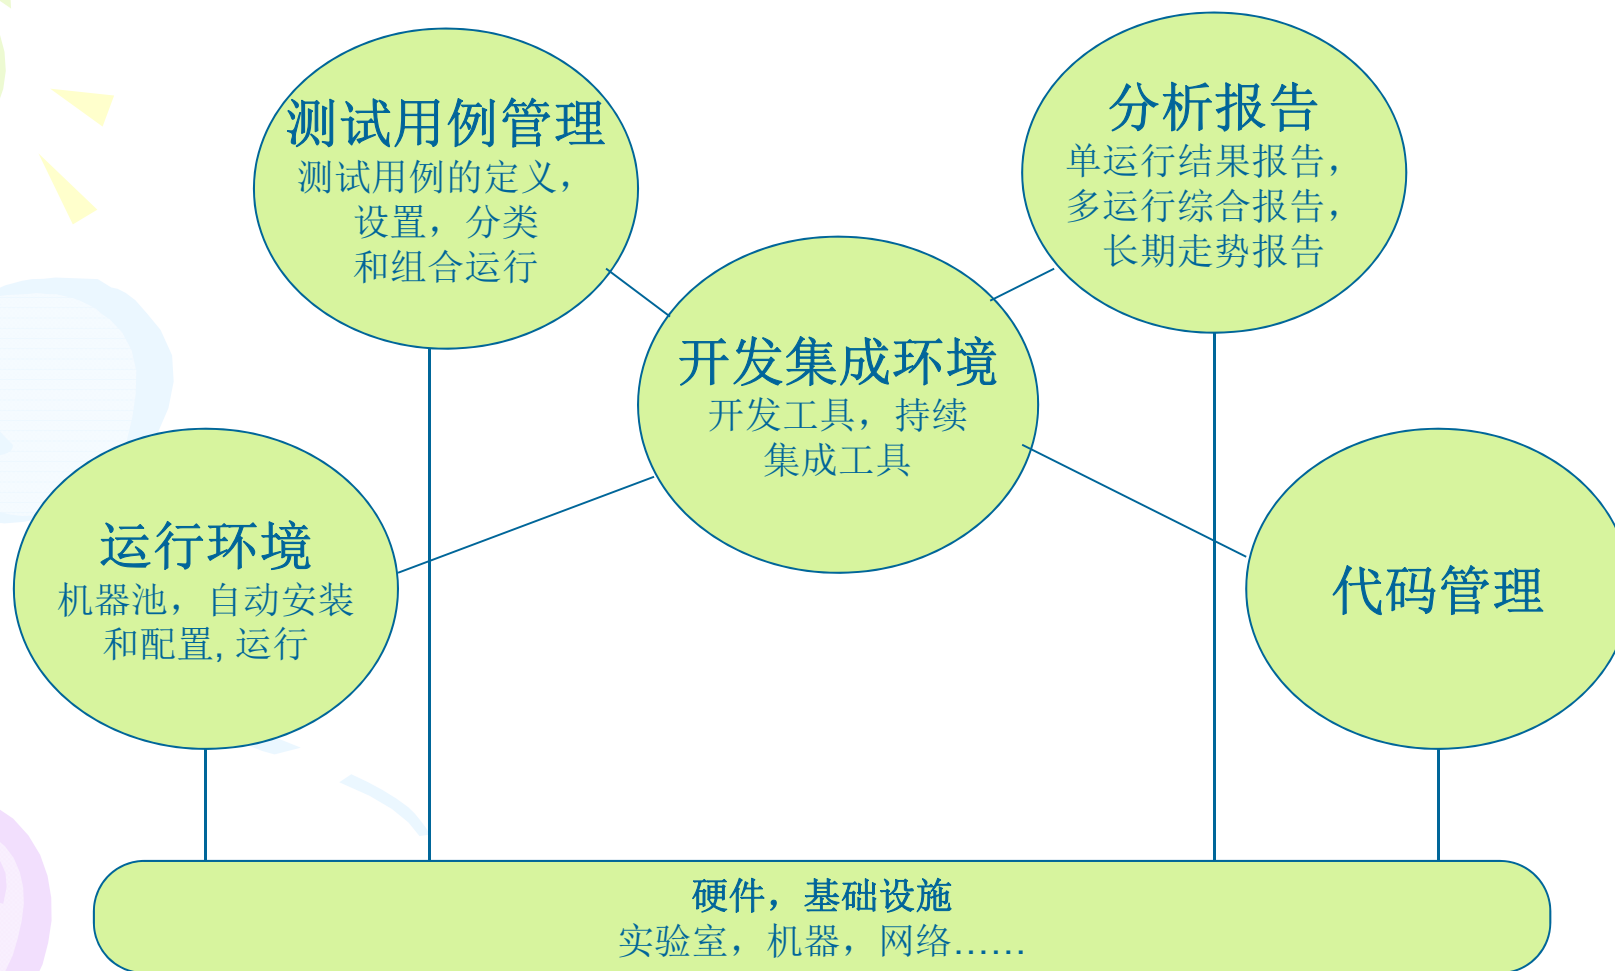 测试用例管理
测试用例的定义，
设置，分类
和组合运行
分析报告
单运行结果报告，
多运行综合报告，
长期走势报告
开发集成环境
开发工具，持续
集成工具
运行环境
机器池，自动安装
和配置, 运行
代码管理
硬件，基础设施
实验室，机器，网络……